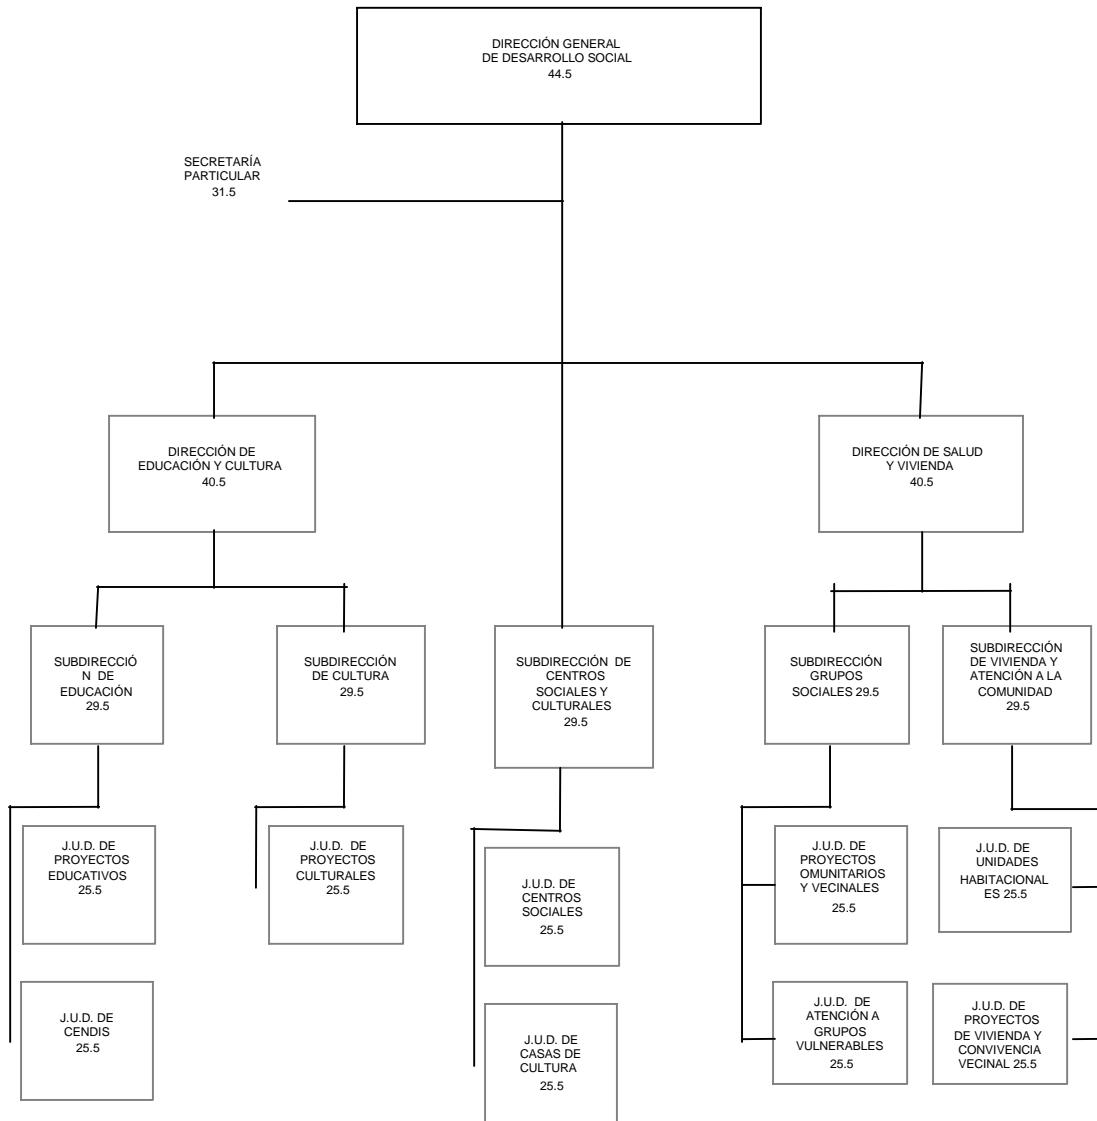 DIRECCIÓN GENERAL
DE DESARROLLO SOCIAL
44.5
SECRETARÍA
PARTICULAR
31.5
DIRECCIÓN DE
EDUCACIÓN Y CULTURA
40.5
DIRECCIÓN DE SALUD
Y VIVIENDA
40.5
SUBDIRECCIÓ
N DE
EDUCACIÓN
29.5
SUBDIRECCIÓN
DE CULTURA
29.5
SUBDIRECCIÓN DE
CENTROS
SOCIALES Y
CULTURALES
29.5
SUBDIRECCIÓN
GRUPOS
SOCIALES 29.5
SUBDIRECCIÓN
DE VIVIENDA Y
ATENCIÓN A LA
COMUNIDAD
29.5
J.U.D. DE
PROYECTOS
EDUCATIVOS
25.5
J.U.D. DE
PROYECTOS
CULTURALES
25.5
J.U.D. DE
CENTROS
SOCIALES
25.5
J.U.D. DE
PROYECTOS
OMUNITARIOS
Y VECINALES
25.5
J.U.D. DE
UNIDADES
HABITACIONAL
ES 25.5
J.U.D. DE
CENDIS
25.5
J.U.D. DE
CASAS DE
CULTURA
25.5
J.U.D. DE
ATENCIÓN A
GRUPOS
VULNERABLES
25.5
J.U.D. DE
PROYECTOS
DE VIVIENDA Y
CONVIVENCIA
VECINAL 25.5